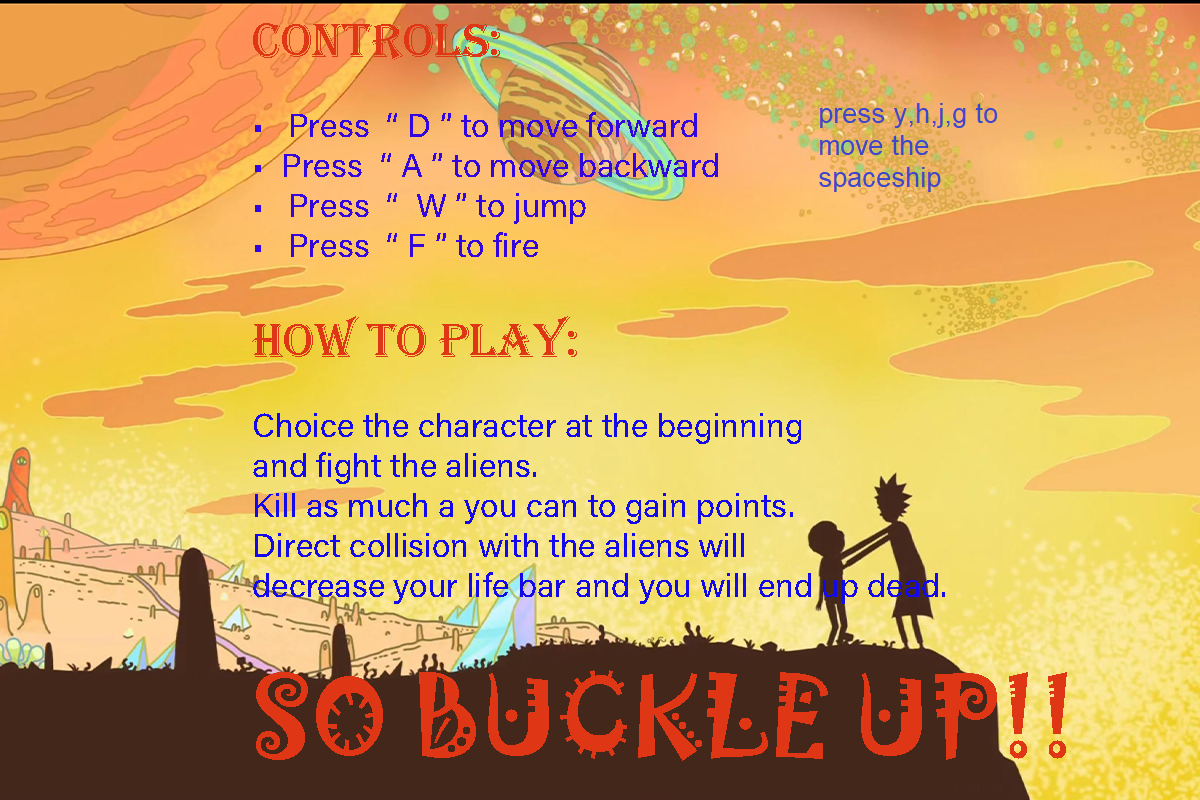 CONTROLS:
▪ Press “ D ” to move forward
▪ Press “ A ” to move backward
▪ Press “ W ” to jump
▪ Press “ F ” to fire
press y,h,j,g to
move the
spaceship
HOW TO PLAY:
Choice the character at the beginning
and fight the aliens.
Kill as much a you can to gain points.
Direct collision with the aliens will
decrease your life bar and you will end up dead.
SO BUCKLE UP!!